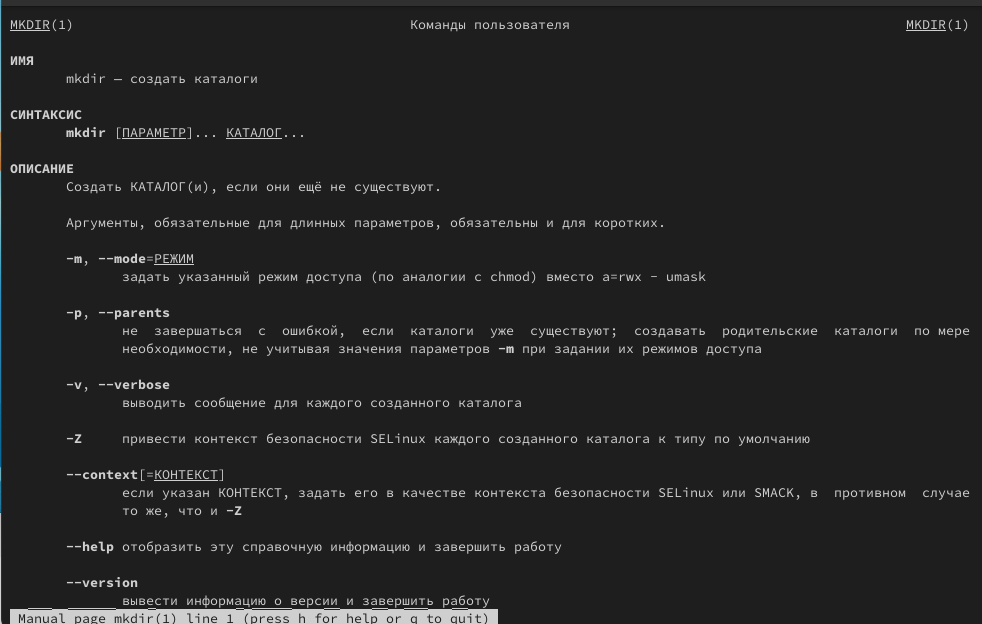 MKDIR(1) Команды пользователя MKDIR(1)
ИМЯ
mkdir — создать каталоги
СИНТАКСИС
mkdir [ПАРАМЕТР]... КАТАЛОГ...
ОПИСАНИЕ
Создать КАТАЛОГ(и), если они ещё не существуют.
Аргументы, обязательные для длинных параметров, обязательны и для коротких.
-m, --mode=РЕЖИМ
задать указанный режим доступа (по аналогии с chmod) вместо a=rwx - umask
-p, --parents
не завершаться с ошибкой, если каталоги уже существуют; создавать родительские каталоги по мере
необходимости, не учитывая значения параметров -m при задании их режимов доступа
-v, --verbose
выводить сообщение для каждого созданного каталога
-Z привести контекст безопасности SELinux каждого созданного каталога к типу по умолчанию
--context[=КОНТЕКСТ]
если указан КОНТЕКСТ, задать его в качестве контекста безопасности SELinux или SMACK, в противном случае
то же, что и -Z
--help отобразить эту справочную информацию и завершить работу
--version
вывести информацию о версии и завершить работу
Manual page mkdir(1) line 1 (press h for help or q to quit)